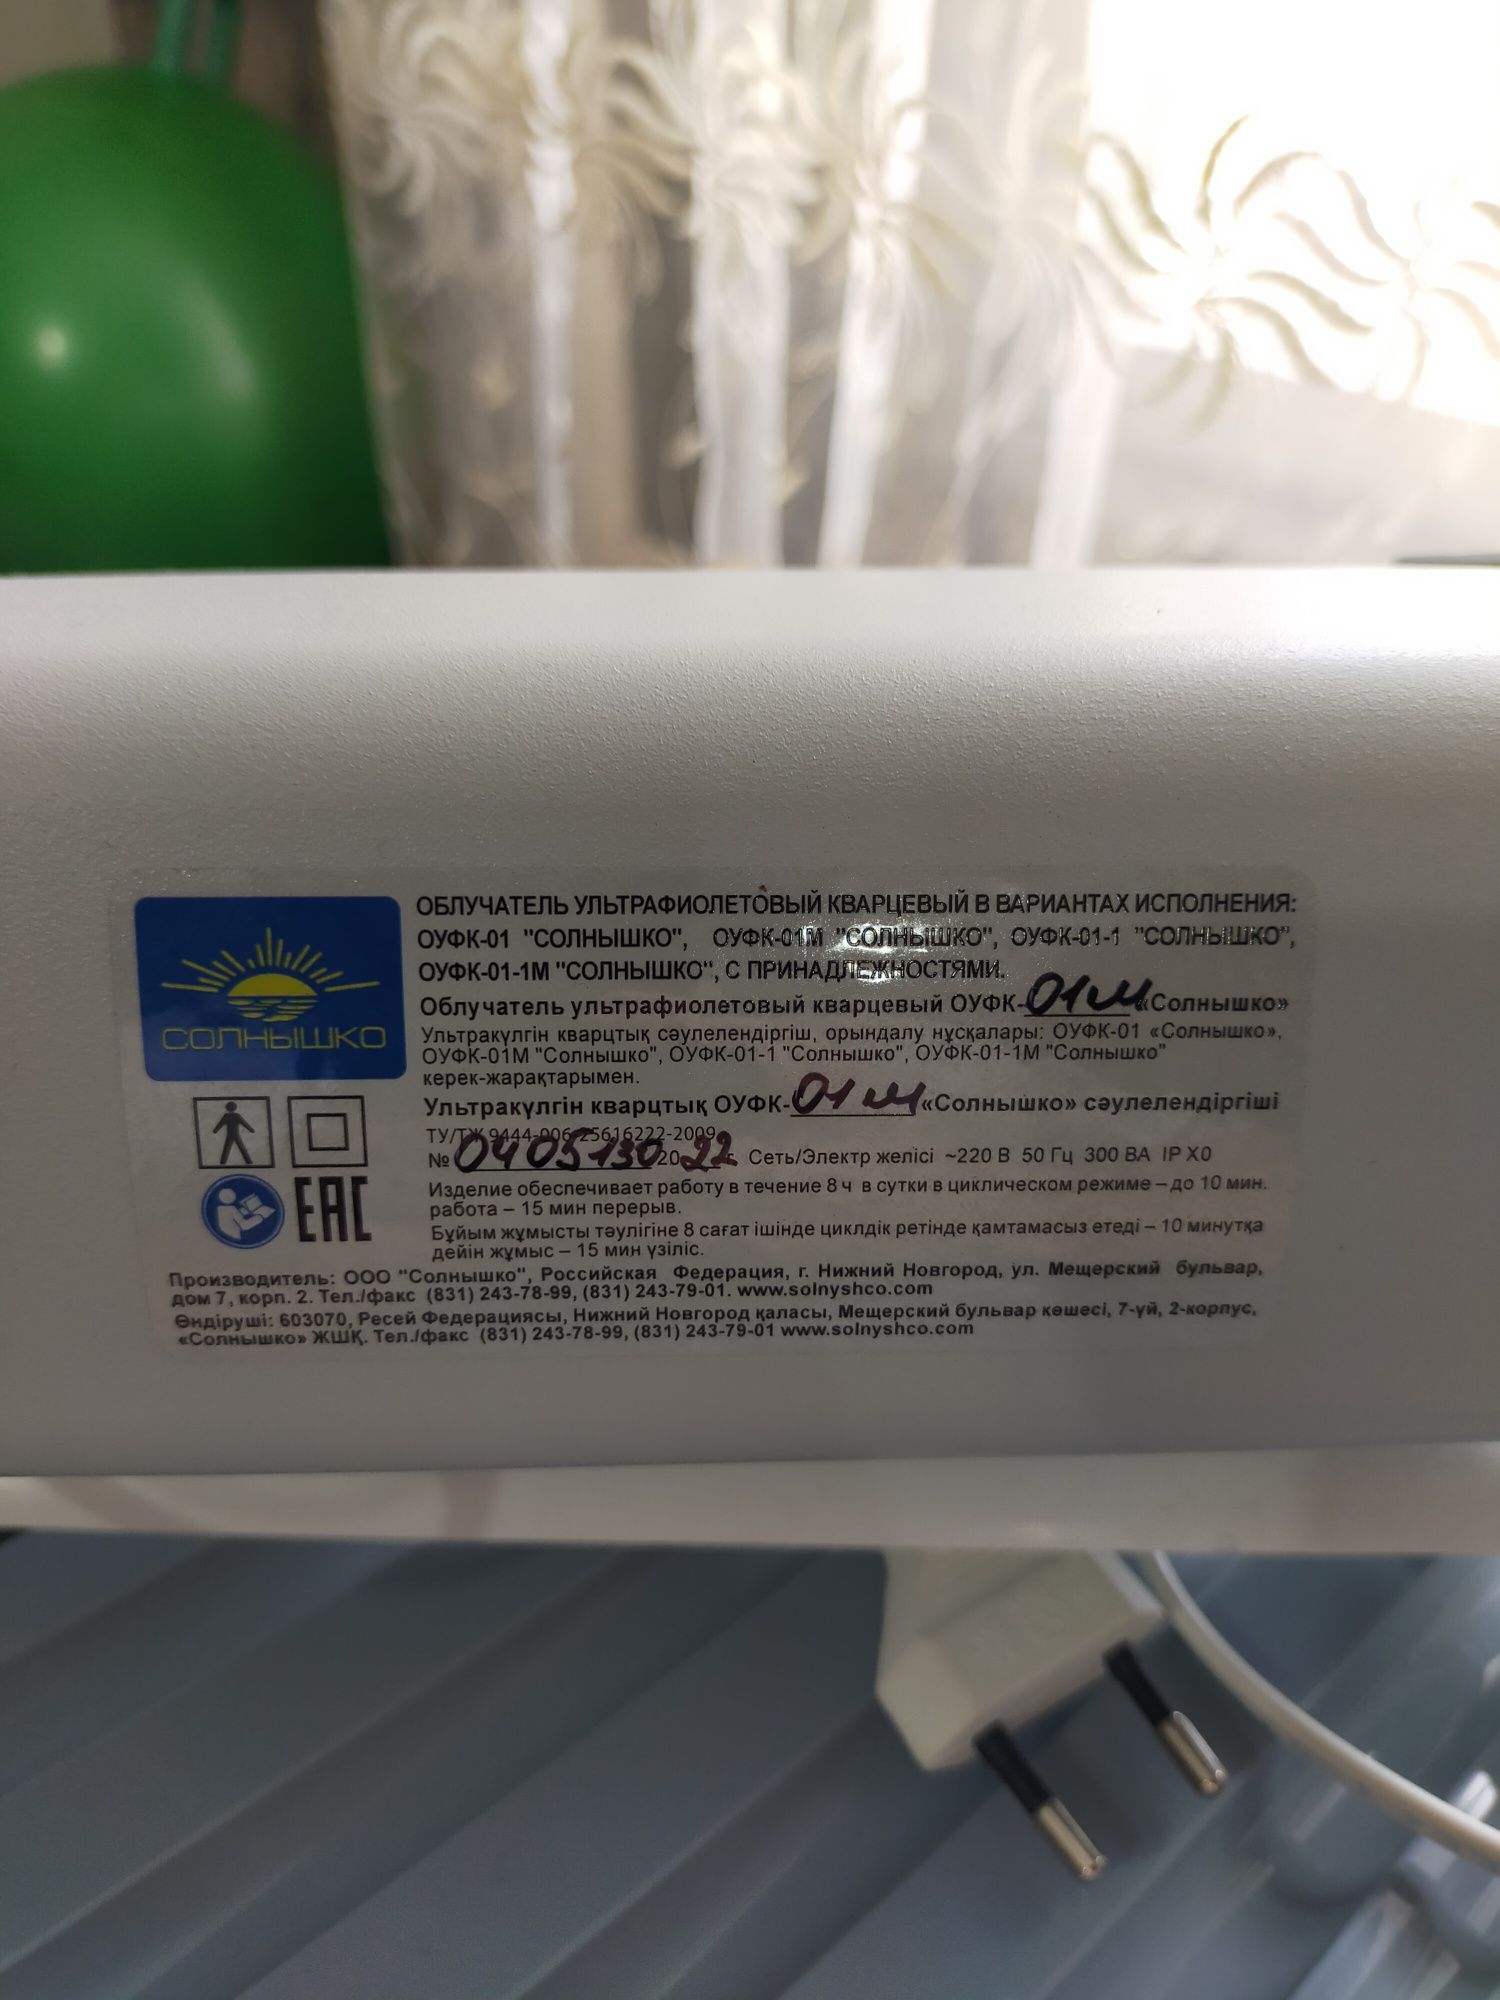 СОЛНЫШКО
ОБЛУЧАТЕЛЬ УЛЬТРАФИОЛЕТОВЫЙ КВАРЦЕВЫЙ В ВАРИАНТАХ ИСПОЛНЕНИЯ:
ОУФК-01 "СОЛНЫШКО", ОУФК-01М "СОЛНЫШКО", ОУФК-01-1 "СОЛНЫШКО",
ОУФК-01-1М "СОЛНЫШКО", С ПРИНАДЛЕЖНОСТЯМИ.
Облучатель ультрафиолетовый кварцевый ОУФК-01м «Солнышко»
Ультракүлгін кварцтық сәулелендіргіш, орындалу нұсқалары: ОУФК-01 «Солнышко»,
ОУФК-01М "Солнышко", ОУФК-01-1 "Солнышко", ОУФК-01-1М "Солнышко"
керек-жарақтарымен.
Ультракүлгін кварцтық ОУФК-01м «Солнышко» сәулелендіргіші
ТУ/ТЖ 9444-006-25616222-2009
№ 0405130 2022 г. Сеть/Электр желісі ~220 В 50 Гц 300 ВА IP X0
Изделие обеспечивает работу в течение 8 ч в сутки в циклическом режиме – до 10 мин.
работа – 15 мин перерыв.
Бұйым жұмысты тәулігіне 8 сағат ішінде циклдік ретінде қамтамасыз етеді – 10 минутқа
дейін жұмыс – 15 мин үзіліс.
EAC
Производитель: ООО "Солнышко", Российская Федерация, г. Нижний Новгород, ул. Мещерский бульвар,
дом 7, корп. 2. Тел./факс (831) 243-78-99, (831) 243-79-01. www.solnyshco.com
Өндіруші: 603070, Ресей Федерациясы, Нижний Новгород қаласы, Мещерский бульвар көшесі, 7-үй, 2-корпус,
«Солнышко» ЖШҚ. Тел./факс (831) 243-78-99, (831) 243-79-01 www.solnyshco.com